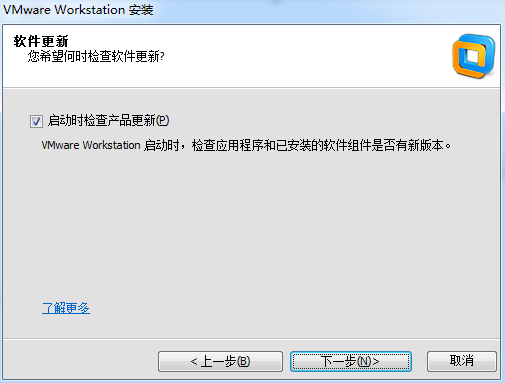 VMware Workstation 安装
软件更新
您希望何时检查软件更新?
启动时检查产品更新(P)
VMware Workstation 启动时，检查应用程序和已安装的软件组件是否有新版本。
了解更多
< 上一步(B)
下一步(N)>
取消